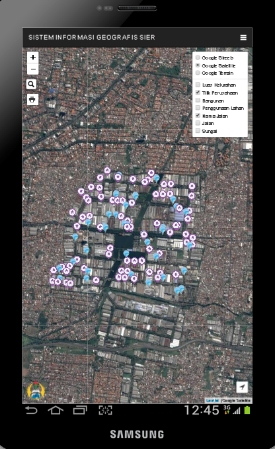 SISTEM INFORMASI GEOGRAFIS SIER
+
−
Google Streets
Google Satellite
Google Terrain
Luas Kelurahan
Titik Perusahaan
Bangunan
Penggunaan Lahan
Nama Jalan
Jalan
Sungai
Leaflet | Google Satellite
12:45
3G
SAMSUNG